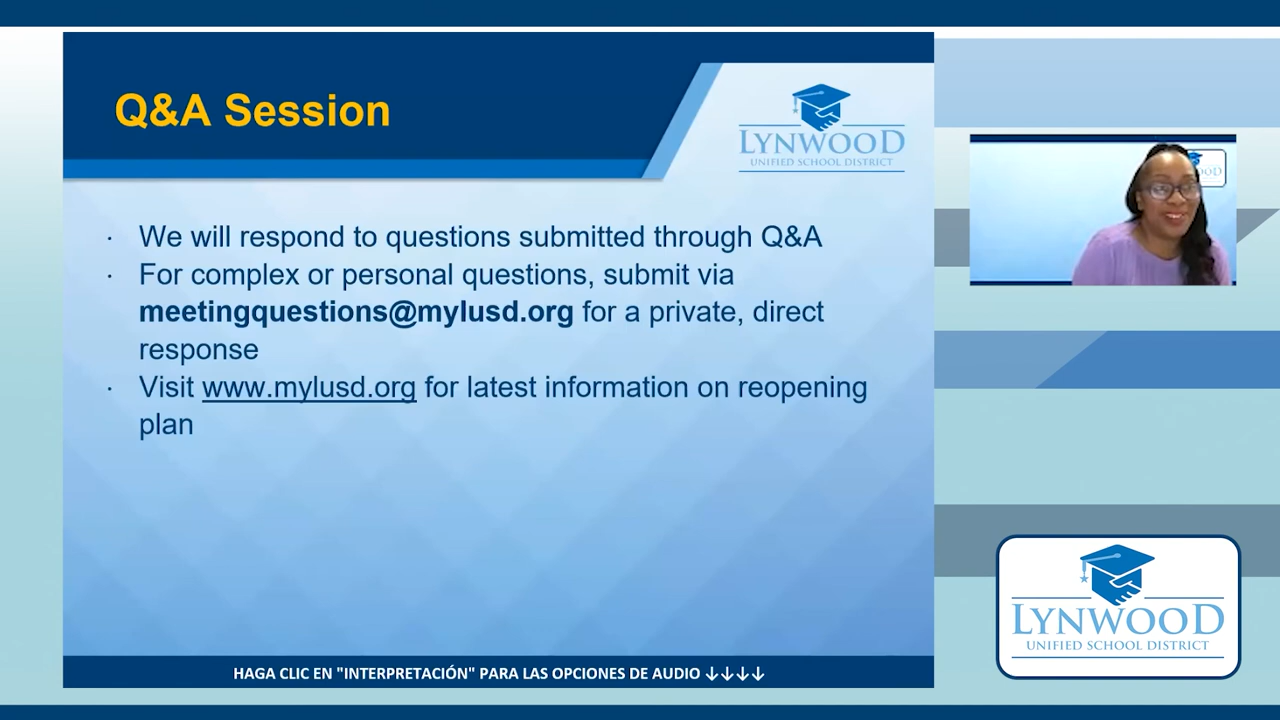 Q&A Session
LYNWOOD
UNIFIED SCHOOL DISTRICT
· We will respond to questions submitted through Q&A
· For complex or personal questions, submit via
meetingquestions@mylusd.org for a private, direct
response
· Visit www.mylusd.org for latest information on reopening
plan
HAGA CLIC EN "INTERPRETACIÓN" PARA LAS OPCIONES DE AUDIO ↓↓↓↓
LYNWOOD
UNIFIED SCHOOL DISTRICT